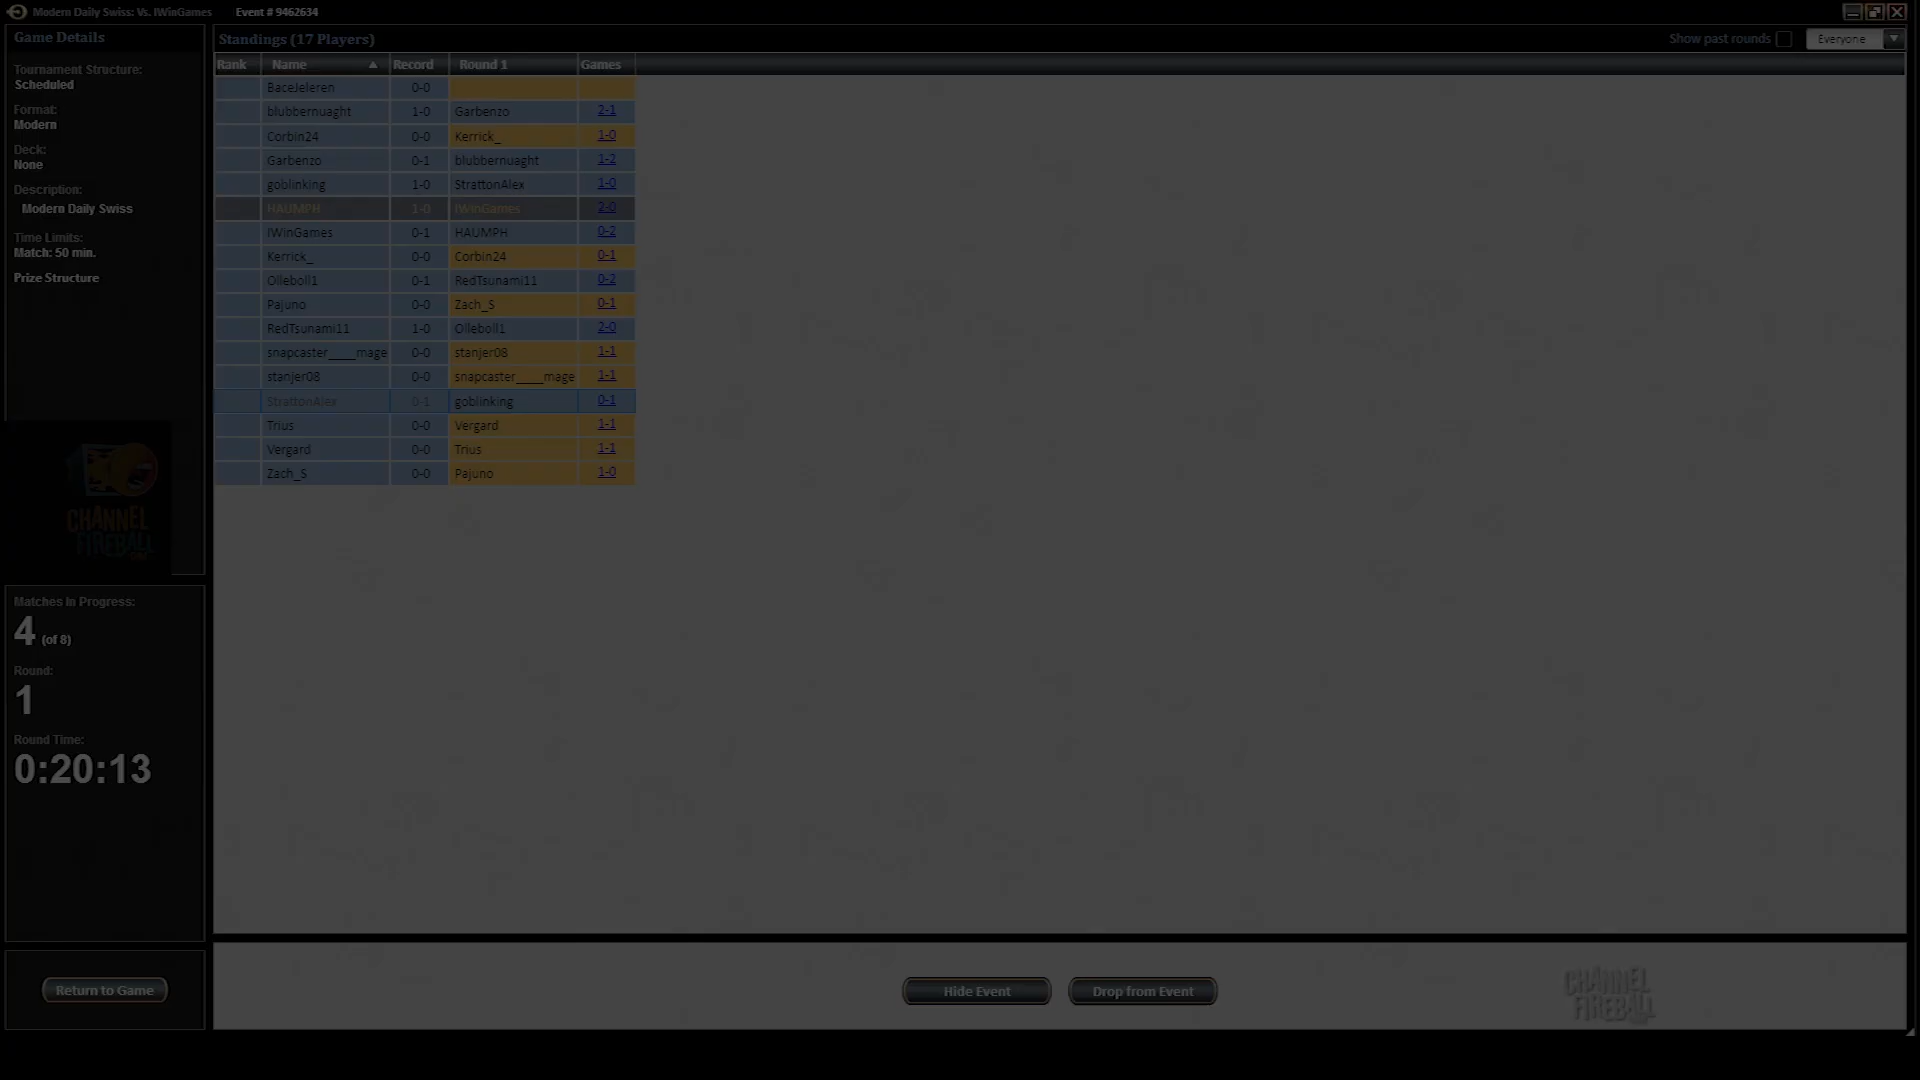 Modern Daily Swiss: Vs. IWinGames Event # 9462634
Game Details
Tournament Structure:
Scheduled
Format:
Modern
Deck:
None
Description:
Modern Daily Swiss
Time Limits:
Match: 50 min.
Prize Structure
CHANNEL
FIREBALL
Matches In Progress:
4 (of 8)
Round:
1
Round Time:
0:20:13
Return to Game
Standings (17 Players) Show past rounds Everyone
Rank Name Record Round 1 Games
BaceJeleren 0-0
blubbernuaght 1-0 Garbenzo 2-1
Corbin24 0-0 Kerrick_ 1-0
Garbenzo 0-1 blubbernuaght 1-2
goblinking 1-0 StrattonAlex 1-0
HAUMPH 1-0 IWinGames 2-0
IWinGames 0-1 HAUMPH 0-2
Kerrick_ 0-0 Corbin24 0-1
Olleboll1 0-1 RedTsunami11 0-2
Pajuno 0-0 Zach_S 0-1
RedTsunami11 1-0 Olleboll1 2-0
snapcaster____mage 0-0 stanjer08 1-1
stanjer08 0-0 snapcaster____mage 1-1
StrattonAlex 0-1 goblinking 0-1
Trius 0-0 Vergard 1-1
Vergard 0-0 Trius 1-1
Zach_S 0-0 Pajuno 1-0
Hide Event Drop from Event
CHANNEL
FIREBALL